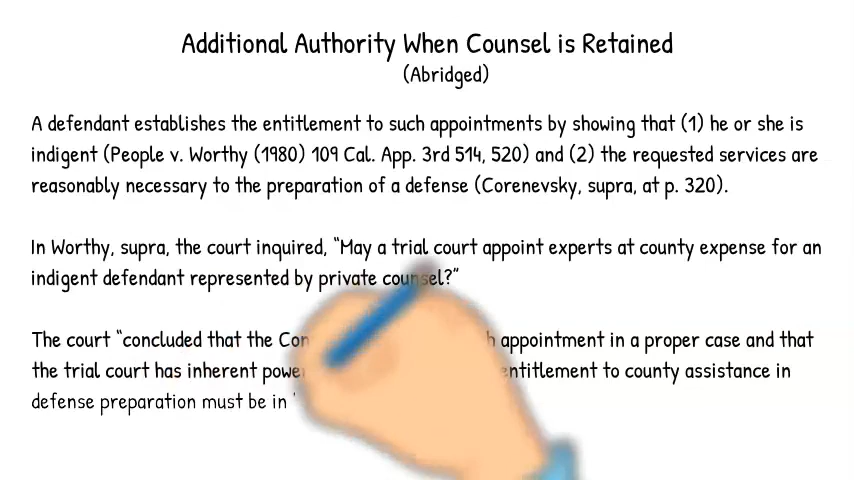 Additional Authority When Counsel is Retained
(Abridged)
A defendant establishes the entitlement to such appointments by showing that (1) he or she is
indigent (People v. Worthy (1980) 109 Cal. App. 3rd 514, 520) and (2) the requested services are
reasonably necessary to the preparation of a defense (Corenevsky, supra, at p. 320).
In Worthy, supra, the court inquired, “May a trial court appoint experts at county expense for an
indigent defendant represented by private counsel?”
The court “concluded that the appointment in a proper case and that
the trial court has inherent entitlement to county assistance in
defense preparation must be in